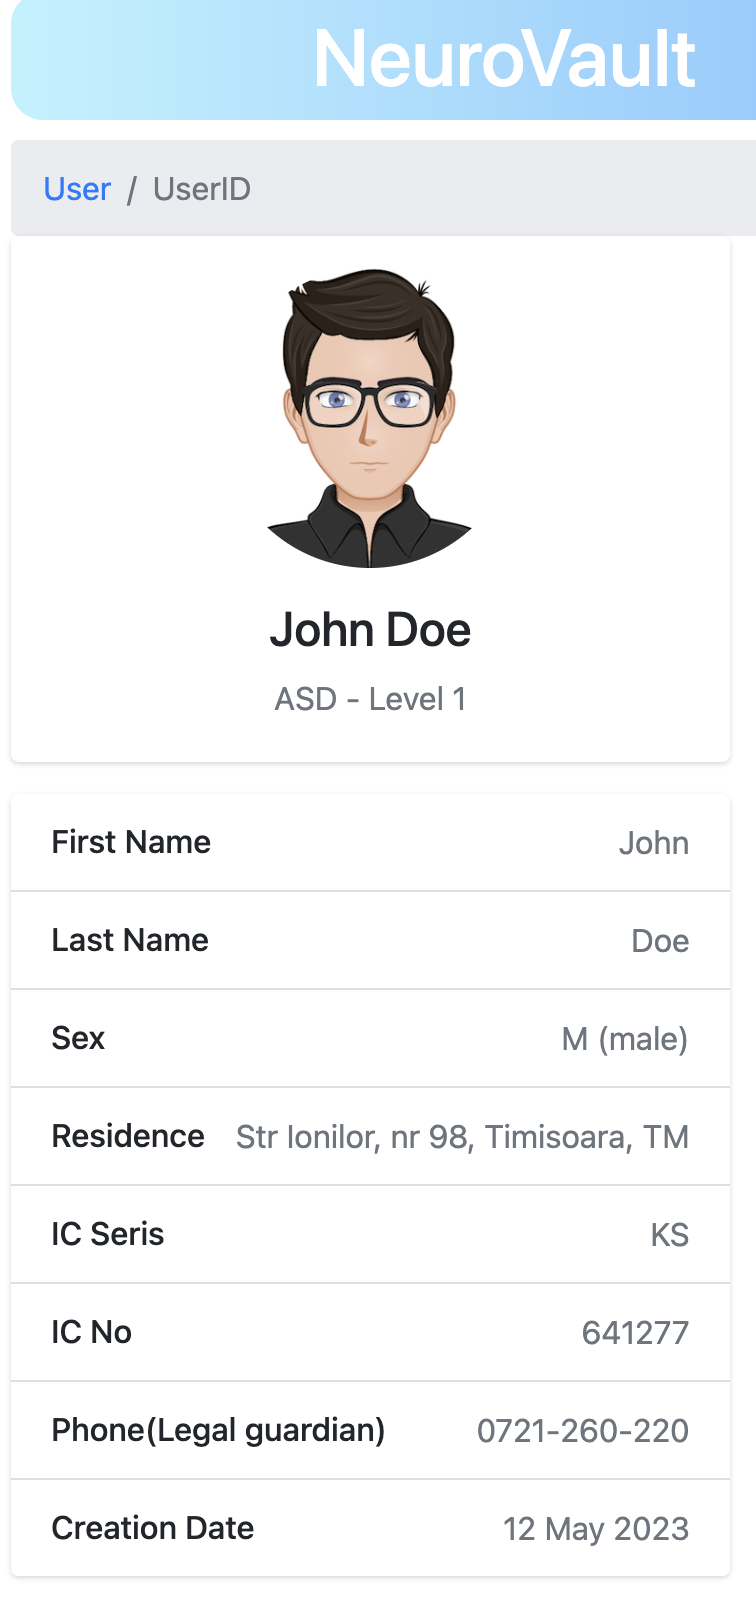 NeuroVault
User / UserID
John Doe
ASD - Level 1
First Name John
Last Name Doe
Sex M (male)
Residence Str Ionilor, nr 98, Timisoara, TM
IC Seris KS
IC No 641277
Phone(Legal guardian) 0721-260-220
Creation Date 12 May 2023